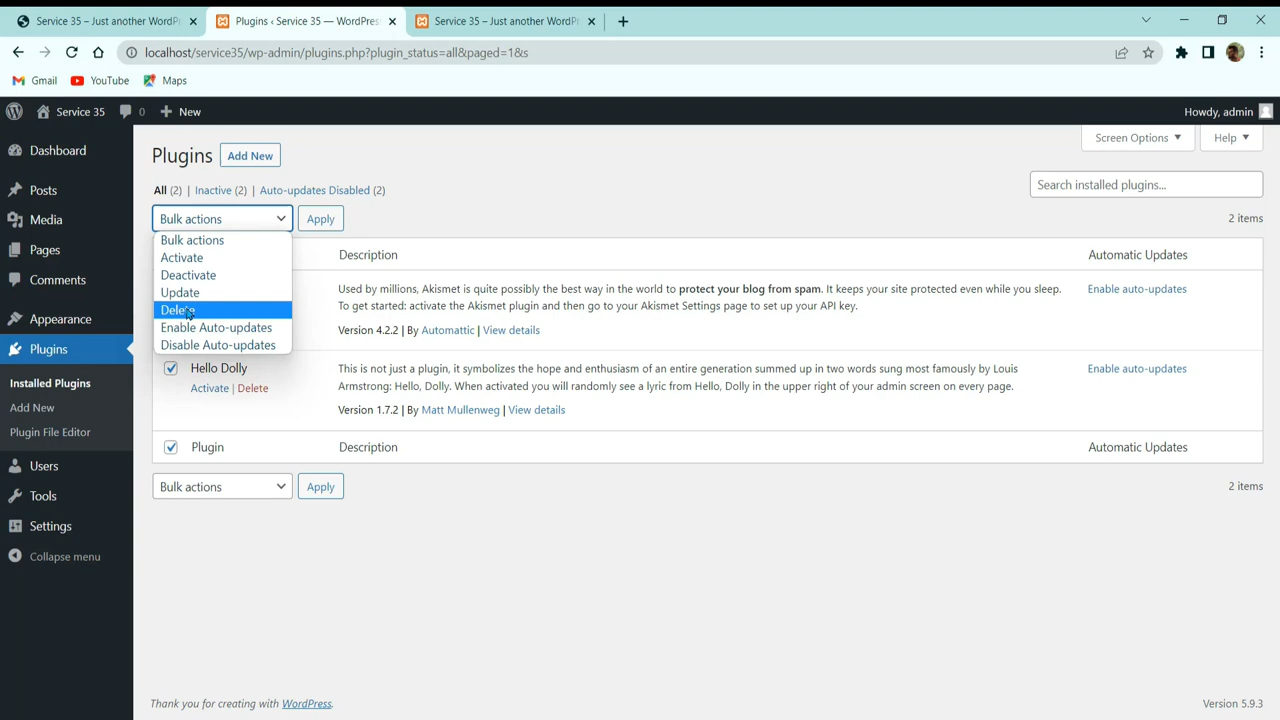 Service 35 – Just another WordPr
Plugins ‹ Service 35 — WordPres
Service 35 – Just another WordPr
localhost/service35/wp-admin/plugins.php?plugin_status=all&paged=1&s
Gmail YouTube Maps
Service 35 0 New Howdy, admin
Screen Options Help
Dashboard
Posts
Media
Pages
Comments
Appearance
Plugins
Installed Plugins
Add New
Plugin File Editor
Users
Tools
Settings
Collapse menu
Plugins Add New
All (2) | Inactive (2) | Auto-updates Disabled (2)
Search installed plugins...
Bulk actions Apply 2 items
Bulk actions
Activate
Deactivate
Update
Delete
Enable Auto-updates
Disable Auto-updates
Description Automatic Updates
Used by millions, Akismet is quite possibly the best way in the world to protect your blog from spam. It keeps your site protected even while you sleep. Enable auto-updates
To get started: activate the Akismet plugin and then go to your Akismet Settings page to set up your API key.
Version 4.2.2 | By Automattic | View details
Hello Dolly This is not just a plugin, it symbolizes the hope and enthusiasm of an entire generation summed up in two words sung most famously by Louis Enable auto-updates
Activate | Delete Armstrong: Hello, Dolly. When activated you will randomly see a lyric from Hello, Dolly in the upper right of your admin screen on every page.
Version 1.7.2 | By Matt Mullenweg | View details
Plugin Description Automatic Updates
Bulk actions Apply 2 items
Thank you for creating with WordPress. Version 5.9.3